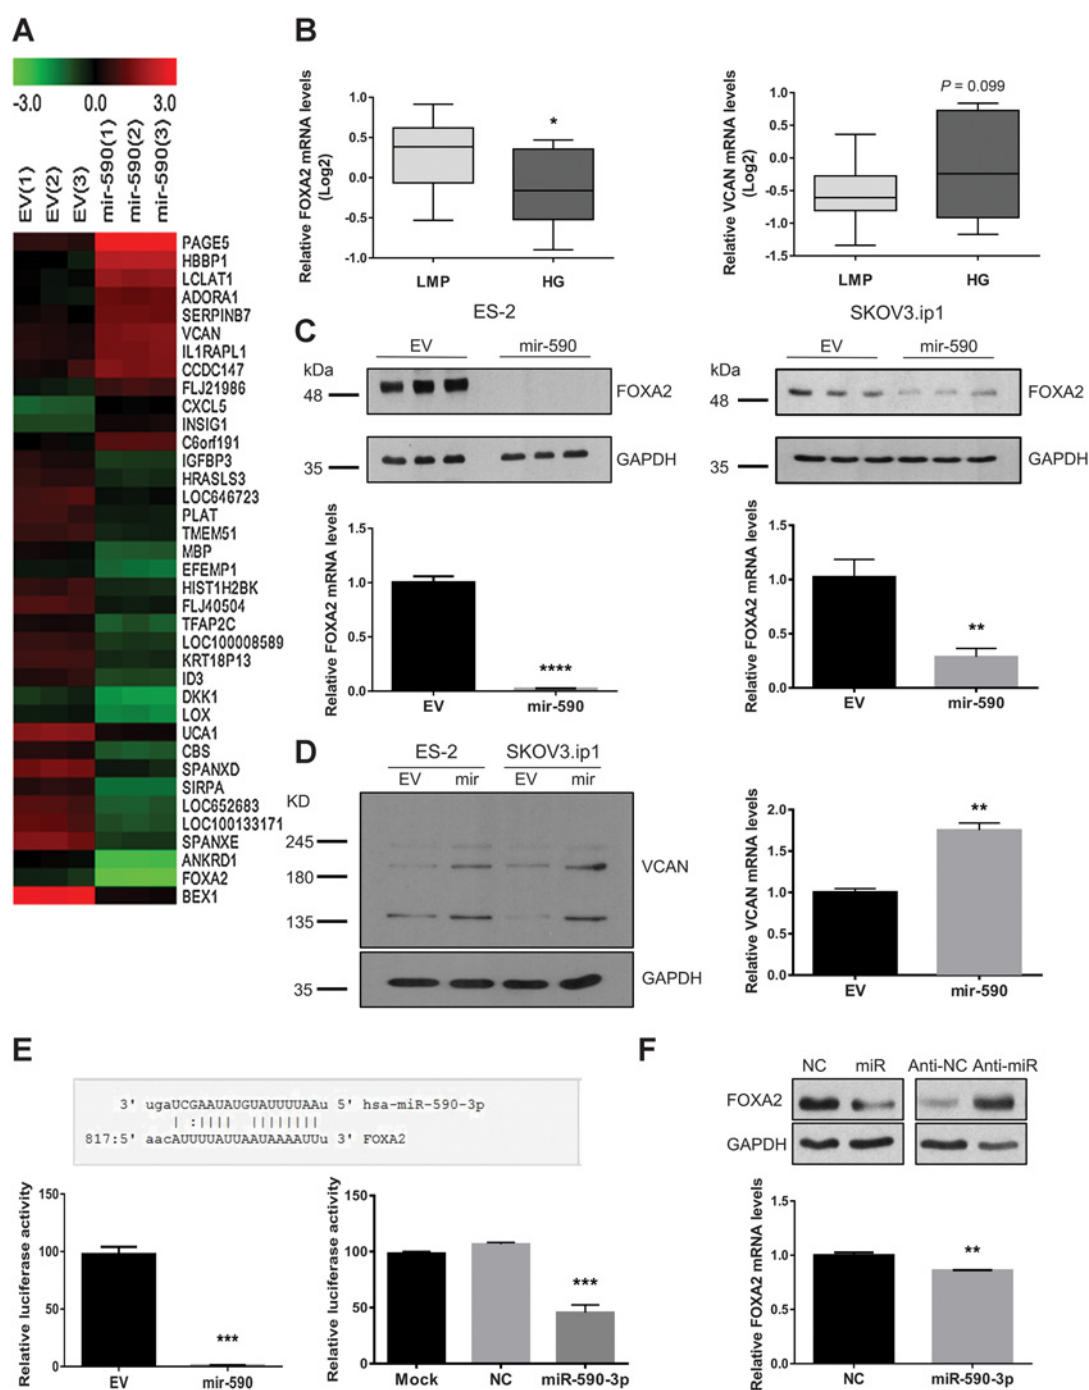 A
-3.0 0.0 3.0
EV(1)
EV(2)
EV(3)
mir-590(1)
mir-590(2)
mir-590(3)
PAGE5
HBBP1
LCLAT1
ADORA1
SERPINB7
VCAN
IL1RAPL1
CCDC147
FLJ21986
CXCL5
INSIG1
C6orf191
IGFBP3
HRASLS3
LOC646723
PLAT
TMEM51
MBP
EFEMP1
HIST1H2BK
FLJ40504
TFAP2C
LOC100008589
KRT18P13
ID3
DKK1
LOX
UCA1
CBS
SPANXD
SIRPA
LOC652683
LOC100133171
SPANXE
ANKRD1
FOXA2
BEX1
B
Relative FOXA2 mRNA levels
(Log2)
1.0
0.5
0.0
-0.5
-1.0
*
LMP HG
Relative VCAN mRNA levels
(Log2)
1.0
0.5
0.0
-0.5
-1.0
-1.5
P = 0.099
LMP HG
C
ES-2
EV mir-590
kDa
48
FOXA2
35
GAPDH
SKOV3.ip1
EV mir-590
kDa
48
FOXA2
35
GAPDH
Relative FOXA2 mRNA levels
1.5
1.0
0.5
0.0
****
EV mir-590
Relative FOXA2 mRNA levels
1.5
1.0
0.5
0.0
**
EV mir-590
D
ES-2 SKOV3.ip1
EV mir EV mir
KD
245
180
135
VCAN
35
GAPDH
Relative VCAN mRNA levels
2.0
1.5
1.0
0.5
0.0
**
EV mir-590
E
3' ugaUCGAAUAUGUAUUUUAAu 5' hsa-miR-590-3p
| :|||| ||||||||
817:5' aacAUUUUAUUAAUAAAAUUu 3' FOXA2
Relative luciferase activity
150
100
50
0
***
EV mir-590
Relative luciferase activity
150
100
50
0
***
Mock NC miR-590-3p
F
NC miR Anti-NC Anti-miR
FOXA2
GAPDH
Relative FOXA2 mRNA levels
1.5
1.0
0.5
0.0
**
NC miR-590-3p